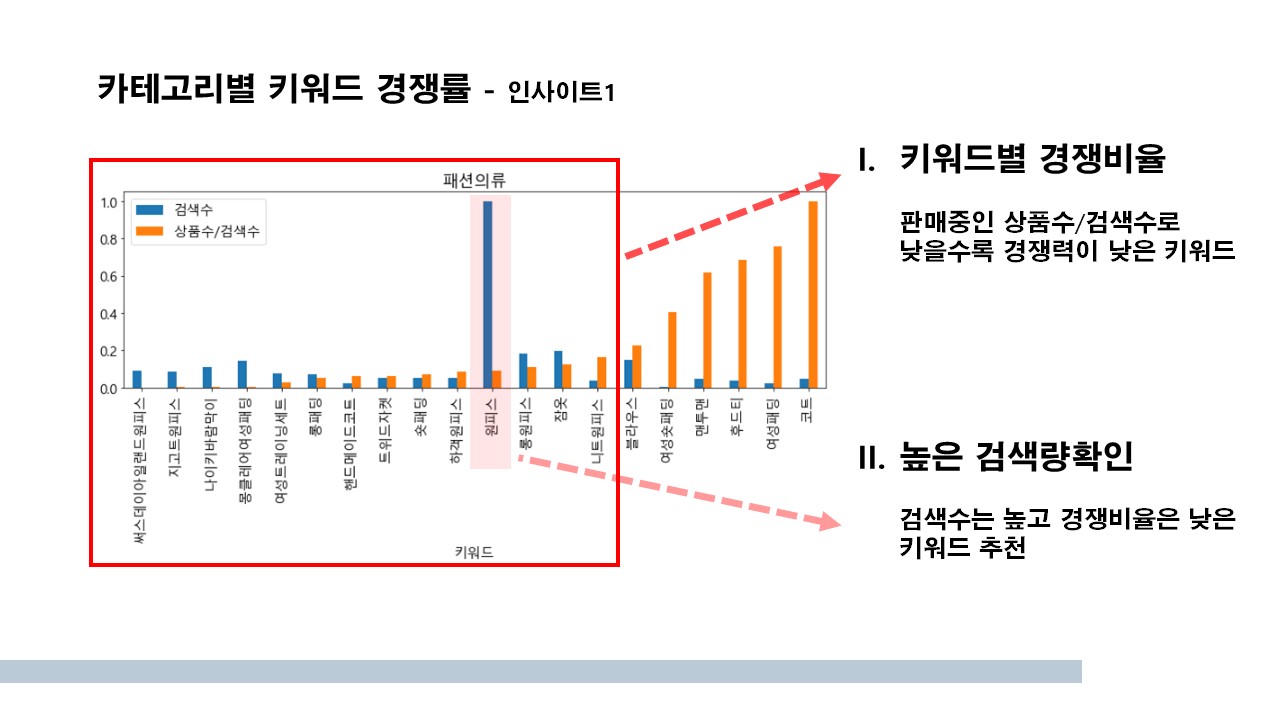 카테고리별 키워드 경쟁률 - 인사이트1
패션의류
검색수
상품수/검색수
1.0
0.8
0.6
0.4
0.2
0.0
써스데이아일랜드원피스
지고트원피스
나이키바람막이
몽클레어여성패딩
여성트레이닝세트
롱패딩
핸드메이드코트
트위드자켓
숏패딩
하객원피스
원피스
롱원피스
잠옷
니트원피스
블라우스
여성숏패딩
맨투맨
후드티
여성패딩
코트
키워드
I. 키워드별 경쟁비율
판매중인 상품수/검색수로
낮을수록 경쟁력이 낮은 키워드
II. 높은 검색량확인
검색수는 높고 경쟁비율은 낮은
키워드 추천